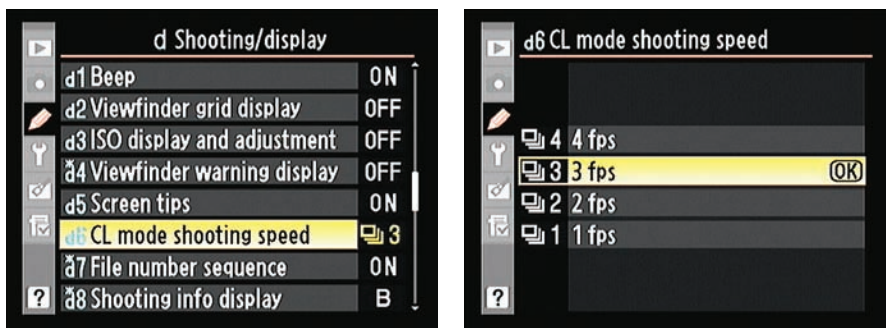 d Shooting/display
d1 Beep ON
d2 Viewfinder grid display OFF
d3 ISO display and adjustment OFF
d4 Viewfinder warning display OFF
d5 Screen tips ON
d6 CL mode shooting speed 3
d7 File number sequence ON
d8 Shooting info display B
?
d6 CL mode shooting speed
4 4 fps
3 3 fps OK
2 2 fps
1 1 fps
?